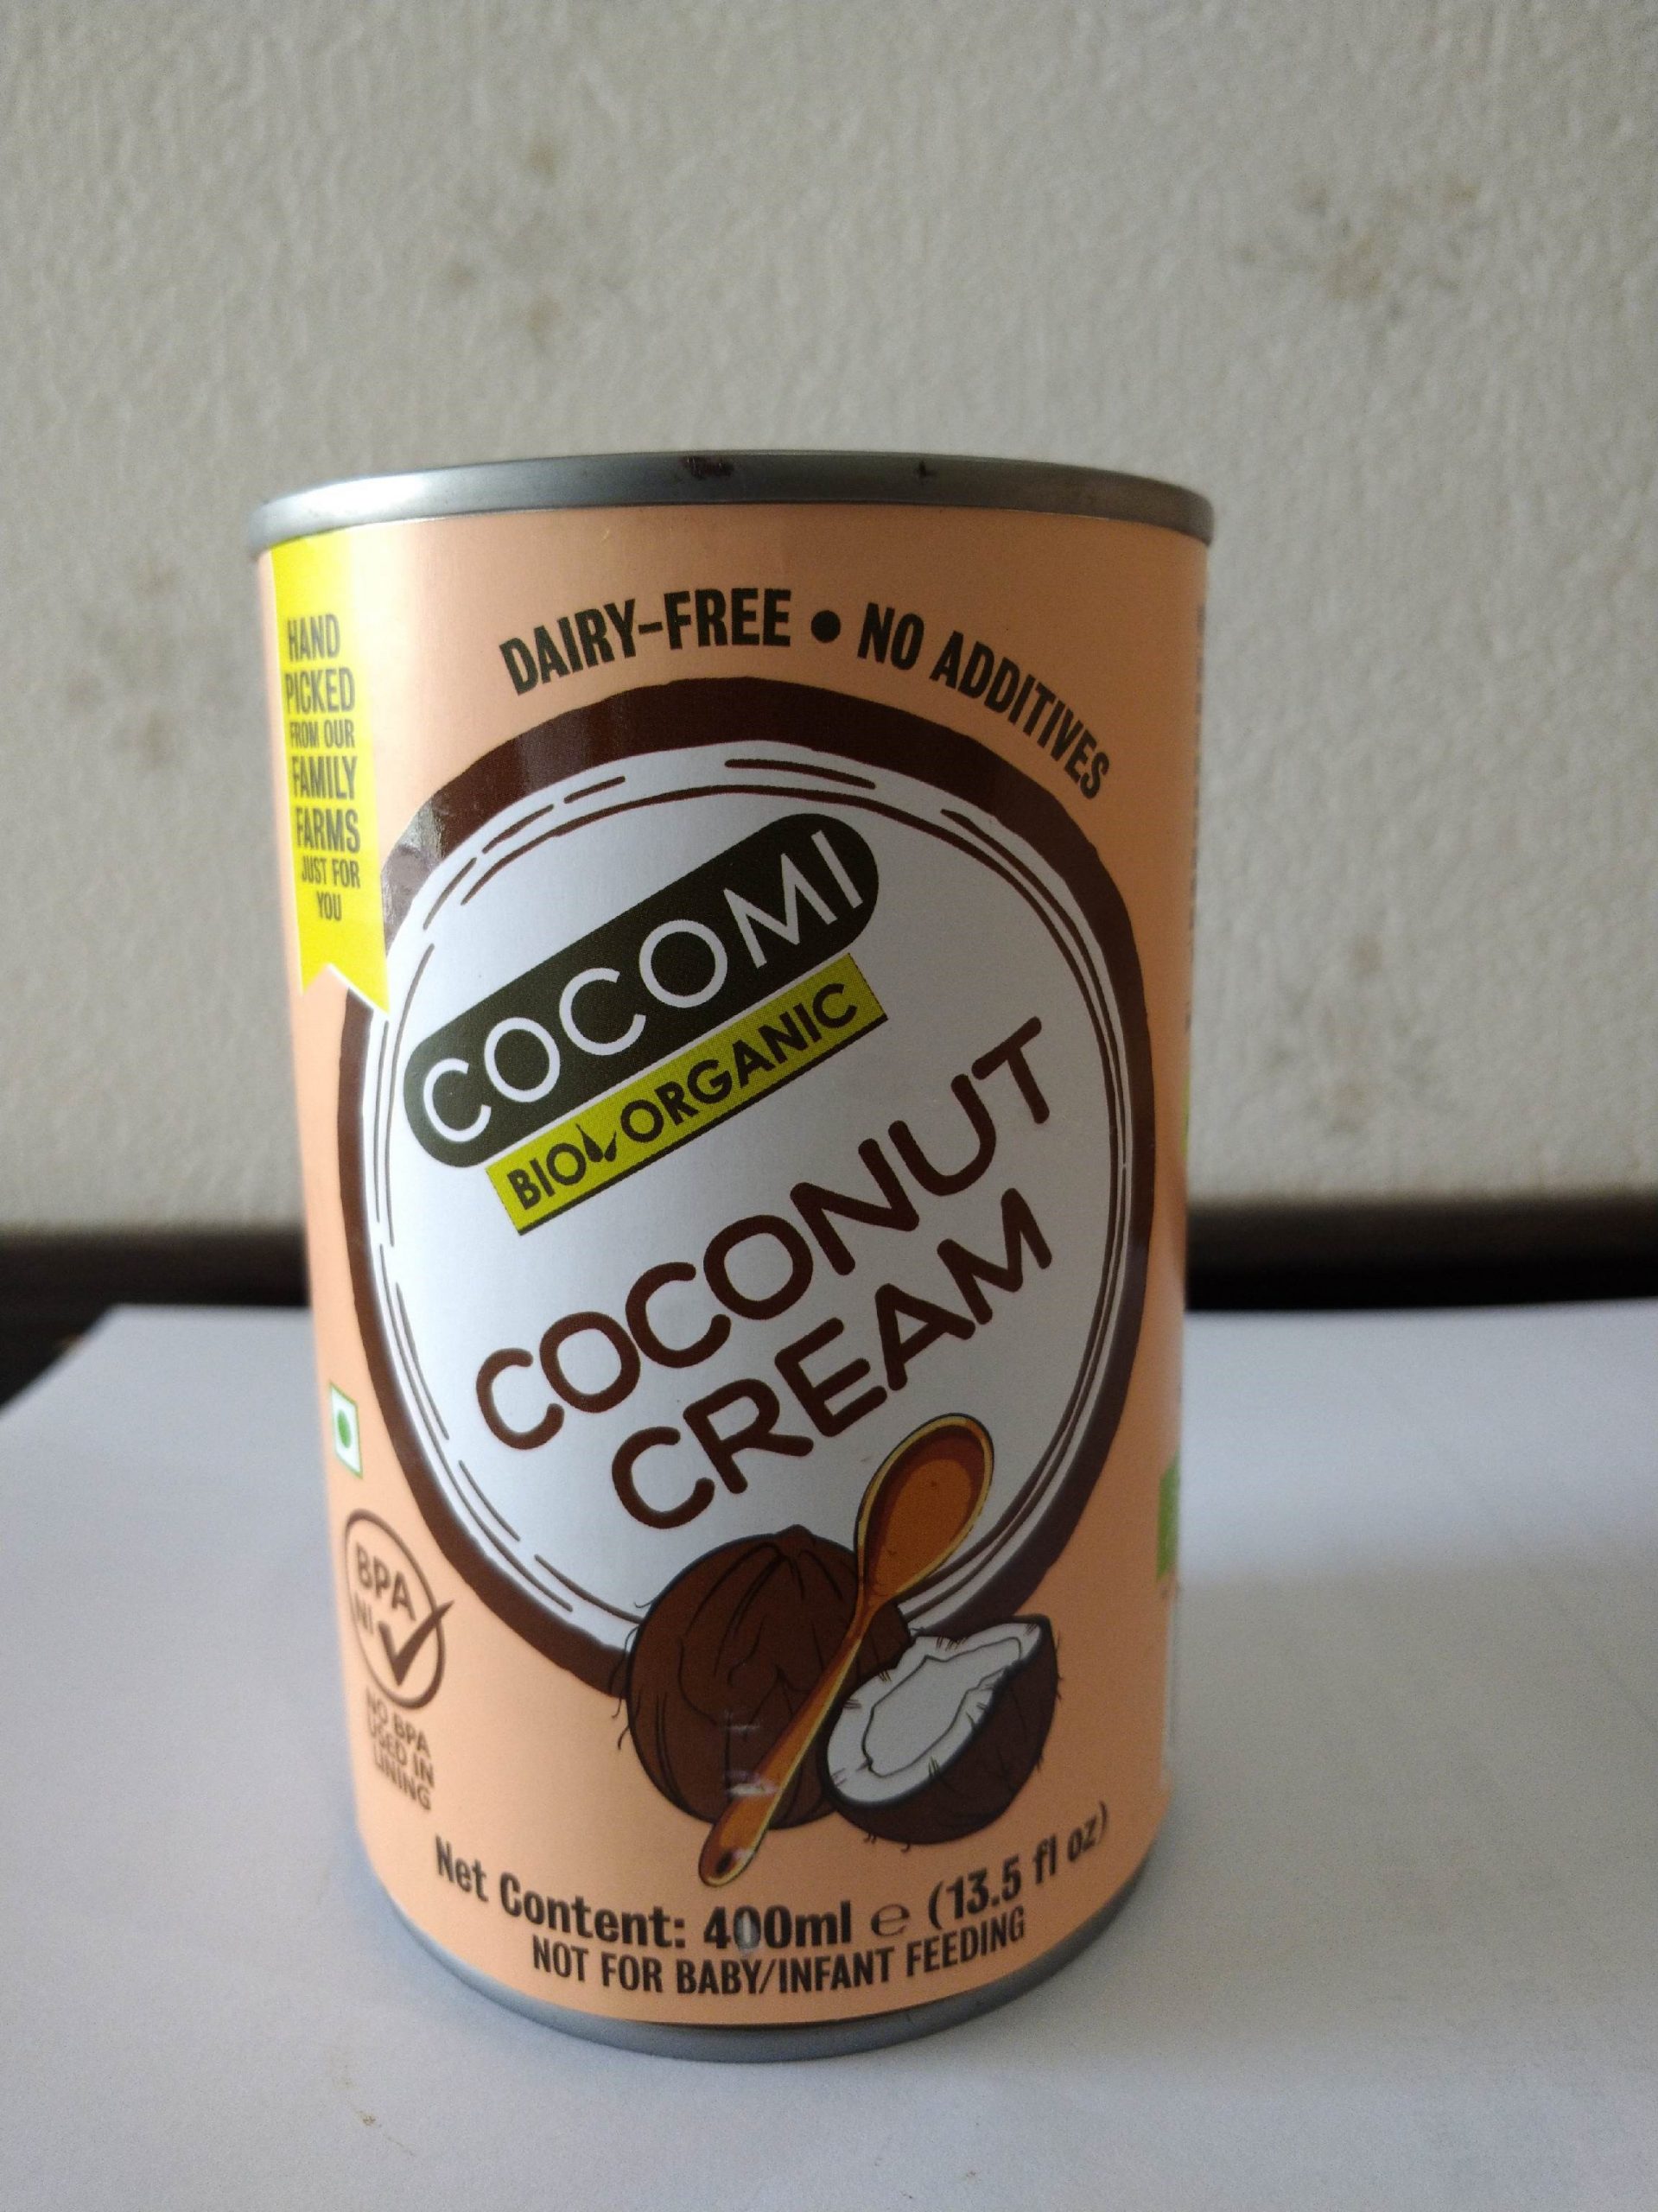 DAIRY-FREE • NO ADDITIVES
HAND
PICKED
FROM OUR
FAMILY
FARMS
JUST FOR
YOU
COCOMI
BIO ORGANIC
COCONUT
CREAM
BPA
NI
NO BPA
USED IN
LINING
Net Content: 400ml e (13.5 fl oz)
NOT FOR BABY/INFANT FEEDING